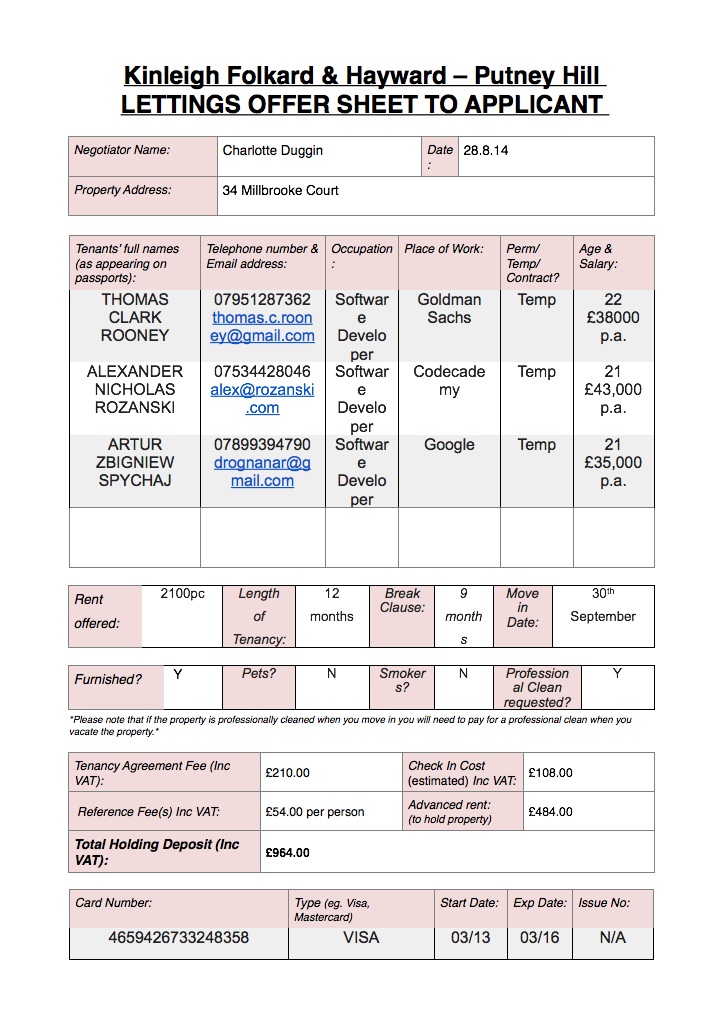 Kinleigh Folkard & Hayward – Putney Hill
LETTINGS OFFER SHEET TO APPLICANT
Negotiator Name: Charlotte Duggin Date: 28.8.14
Property Address: 34 Millbrooke Court
Tenants' full names (as appearing on passports): Telephone number & Email address: Occupation: Place of Work: Perm/Temp/Contract? Age & Salary:
THOMAS CLARK ROONEY 07951287362 thomas.c.rooney@gmail.com Software Developer Goldman Sachs Temp 22 £38000 p.a.
ALEXANDER NICHOLAS ROZANSKI 07534428046 alex@rozanski.com Software Developer Codecademy Temp 21 £43,000 p.a.
ARTUR ZBIGNIEW SPYCHAJ 07899394790 drognanar@gmail.com Software Developer Google Temp 21 £35,000 p.a.
Rent offered: 2100pc Length of Tenancy: 12 months Break Clause: 9 months Move in Date: 30th September
Furnished? Y Pets? N Smokers? N Professional Clean requested? Y
*Please note that if the property is professionally cleaned when you move in you will need to pay for a professional clean when you
vacate the property.*
Tenancy Agreement Fee (Inc VAT): £210.00 Check In Cost (estimated) Inc VAT: £108.00
Reference Fee(s) Inc VAT: £54.00 per person Advanced rent: (to hold property) £484.00
Total Holding Deposit (Inc VAT): £964.00
Card Number: Type (eg. Visa, Mastercard) Start Date: Exp Date: Issue No:
4659426733248358 VISA 03/13 03/16 N/A